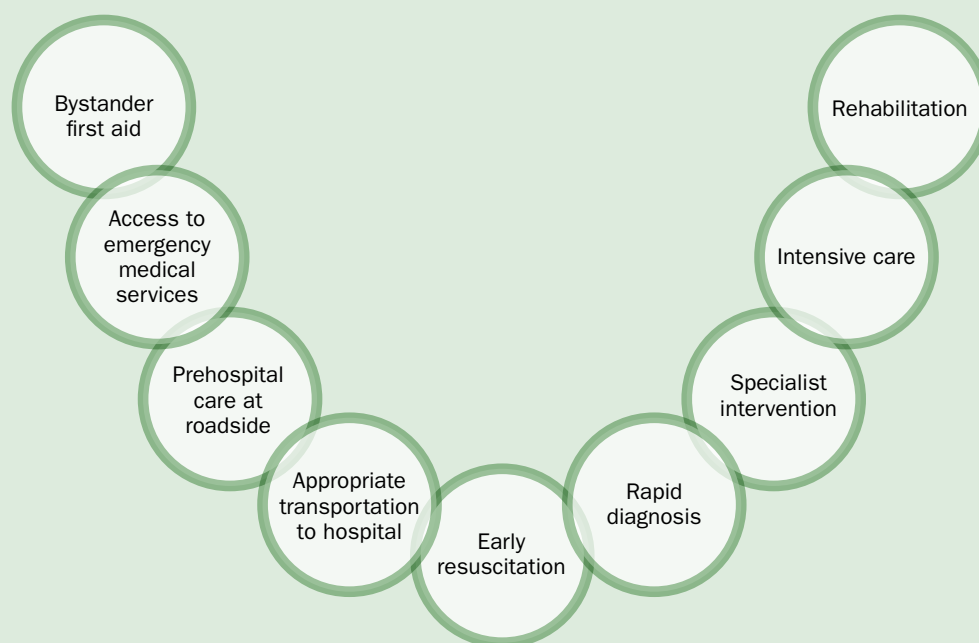 Bystander
first aid
Access to
emergency
medical
services
Prehospital
care at
roadside
Appropriate
transportation
to hospital
Early
resuscitation
Rapid
diagnosis
Specialist
intervention
Intensive care
Rehabilitation